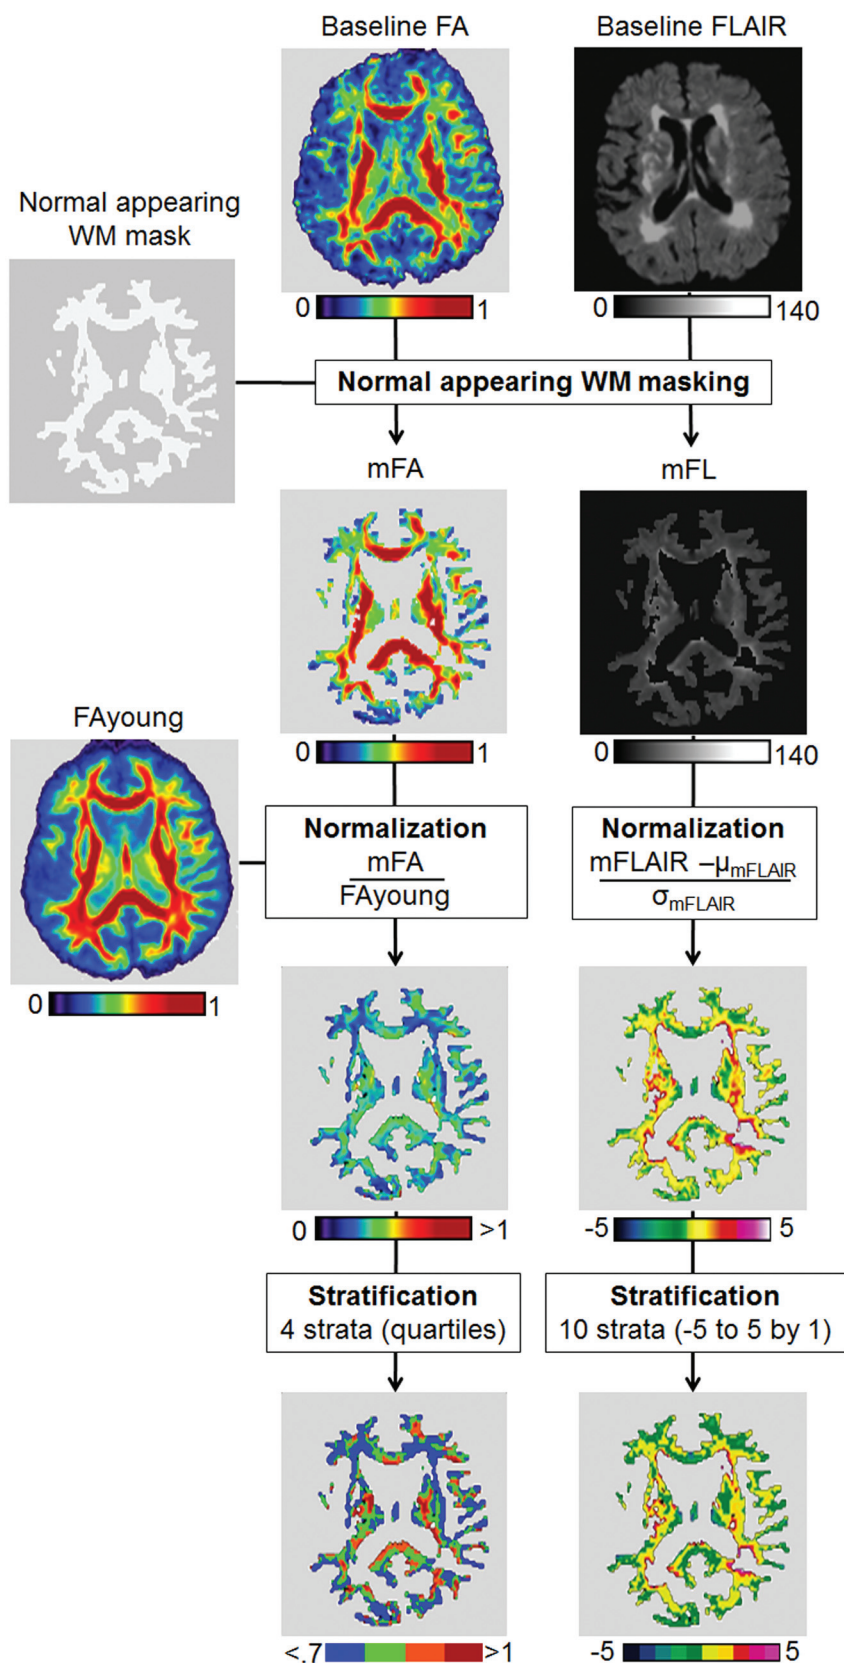 Baseline FA
Baseline FLAIR
0 1
0 140
Normal appearing
WM mask
Normal appearing WM masking
mFA
mFL
0 1
0 140
FAyoung
0 1
Normalization
mFA
FAyoung
Normalization
mFLAIR –μmFLAIR
σmFLAIR
0 >1
-5 5
Stratification
4 strata (quartiles)
Stratification
10 strata (-5 to 5 by 1)
<.7 >1
-5 5